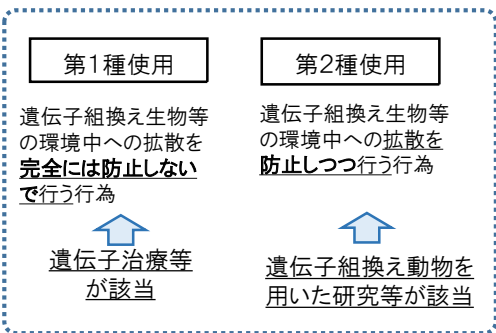 第1種使用
遺伝子組換え生物等
の環境中への拡散を
完全には防止しない
で行う行為
遺伝子治療等
が該当
第2種使用
遺伝子組換え生物等
の環境中への拡散を
防止しつつ行う行為
遺伝子組換え動物を
用いた研究等が該当